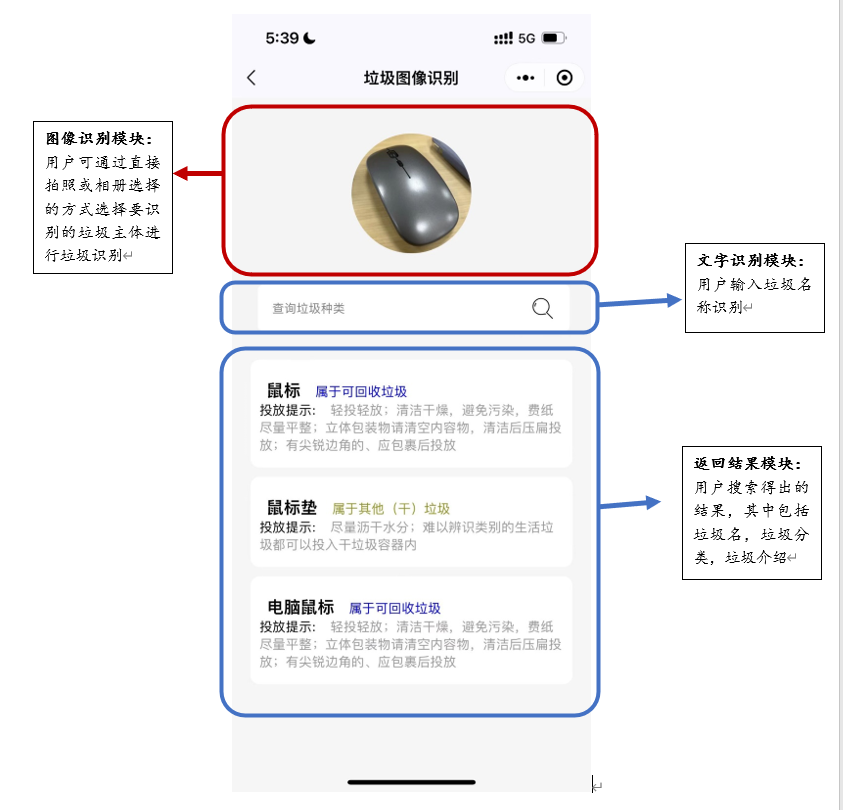 5:39
5G
垃圾图像识别
图像识别模块：
用户可通过直接
拍照或相册选择
的方式选择要识
别的垃圾主体进
行垃圾识别↵
文字识别模块：
用户输入垃圾名
称识别↵
查询垃圾种类
鼠标 属于可回收垃圾
投放提示： 轻投轻放；清洁干燥，避免污染，费纸
尽量平整；立体包装物请清空内容物，清洁后压扁投
放；有尖锐边角的、应包裹后投放
鼠标垫 属于其他（干）垃圾
投放提示： 尽量沥干水分；难以辨识类别的生活垃
圾都可以投入干垃圾容器内
电脑鼠标 属于可回收垃圾
投放提示： 轻投轻放；清洁干燥，避免污染，费纸
尽量平整；立体包装物请清空内容物，清洁后压扁投
放；有尖锐边角的、应包裹后投放
返回结果模块：
用户搜索得出的
结果，其中包括
垃圾名，垃圾分
类，垃圾介绍↵
↵